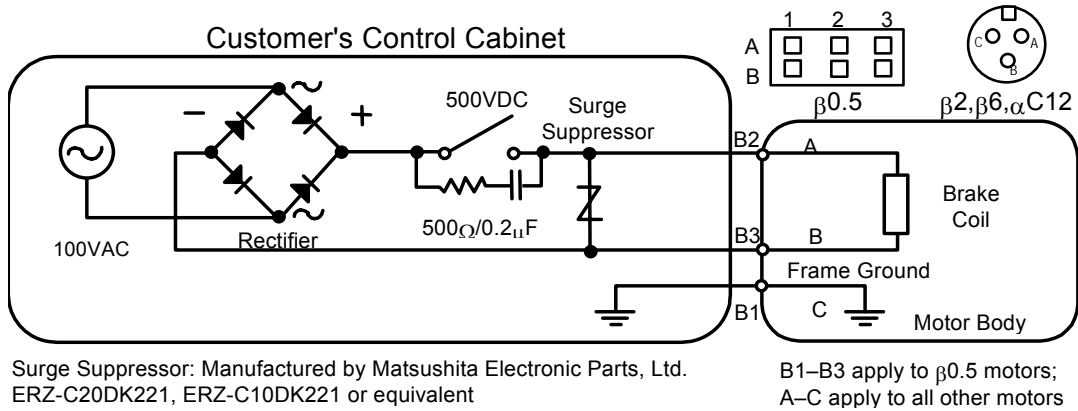 Customer's Control Cabinet
1 2 3
A
B
C A
B
β0.5
β2,β6,αC12
− +
500VDC
Surge
Suppressor
B2
A
Brake
Coil
100VAC
Rectifier
500Ω/0.2µF
B3
B
Frame Ground
B1
C
Motor Body
Surge Suppressor: Manufactured by Matsushita Electronic Parts, Ltd.
ERZ-C20DK221, ERZ-C10DK221 or equivalent
B1–B3 apply to β0.5 motors;
A–C apply to all other motors